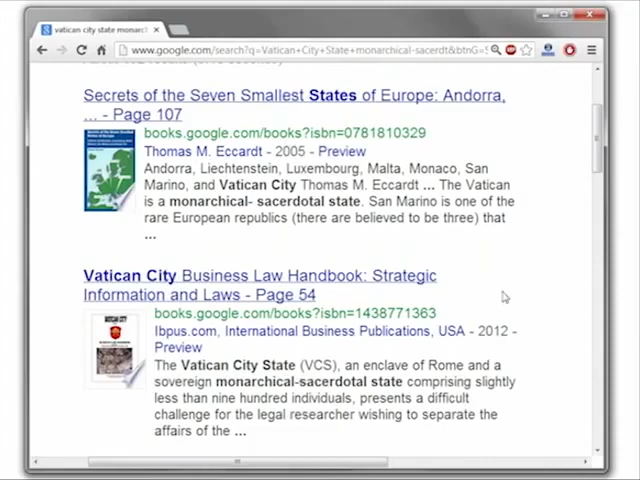 vatican city state monarch
www.google.com/search?q=Vatican+City+State+monarchical-sacerdt&btnG=S
Secrets of the Seven Smallest States of Europe: Andorra,
... - Page 107
books.google.com/books?isbn=0781810329
Thomas M. Eccardt - 2005 - Preview
Andorra, Liechtenstein, Luxembourg, Malta, Monaco, San
Marino, and Vatican City Thomas M. Eccardt ... The Vatican
is a monarchical- sacerdotal state. San Marino is one of the
rare European republics (there are believed to be three) that
...
Vatican City Business Law Handbook: Strategic
Information and Laws - Page 54
books.google.com/books?isbn=1438771363
Ibpus.com, International Business Publications, USA - 2012 -
Preview
The Vatican City State (VCS), an enclave of Rome and a
sovereign monarchical-sacerdotal state comprising slightly
less than nine hundred individuals, presents a difficult
challenge for the legal researcher wishing to separate the
affairs of the ...